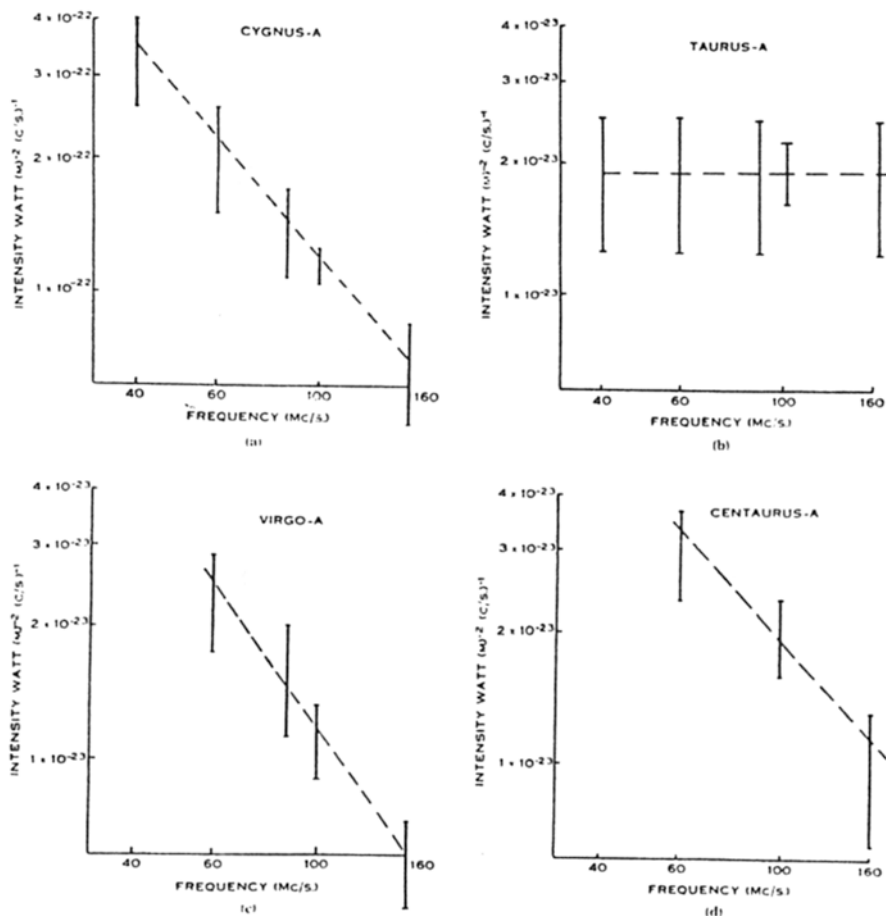 CYGNUS-A
INTENSITY WATT (M)⁻² (C/S.)⁻¹
4 x 10⁻²²
3 x 10⁻²²
2 x 10⁻²²
1 x 10⁻²²
40
60
100
160
FREQUENCY (MC/S.)
(a)
TAURUS-A
INTENSITY WATT (M)⁻² (C/S.)⁻¹
4 x 10⁻²³
3 x 10⁻²³
2 x 10⁻²³
1 x 10⁻²³
40
60
100
160
FREQUENCY (MC/S.)
(b)
VIRGO-A
INTENSITY WATT (M)⁻² (C/S.)⁻¹
4 x 10⁻²³
3 x 10⁻²³
2 x 10⁻²³
1 x 10⁻²³
40
60
100
160
FREQUENCY (MC/S.)
(c)
CENTAURUS-A
INTENSITY WATT (M)⁻² (C/S.)⁻¹
4 x 10⁻²³
3 x 10⁻²³
2 x 10⁻²³
1 x 10⁻²³
40
60
100
160
FREQUENCY (MC/S.)
(d)